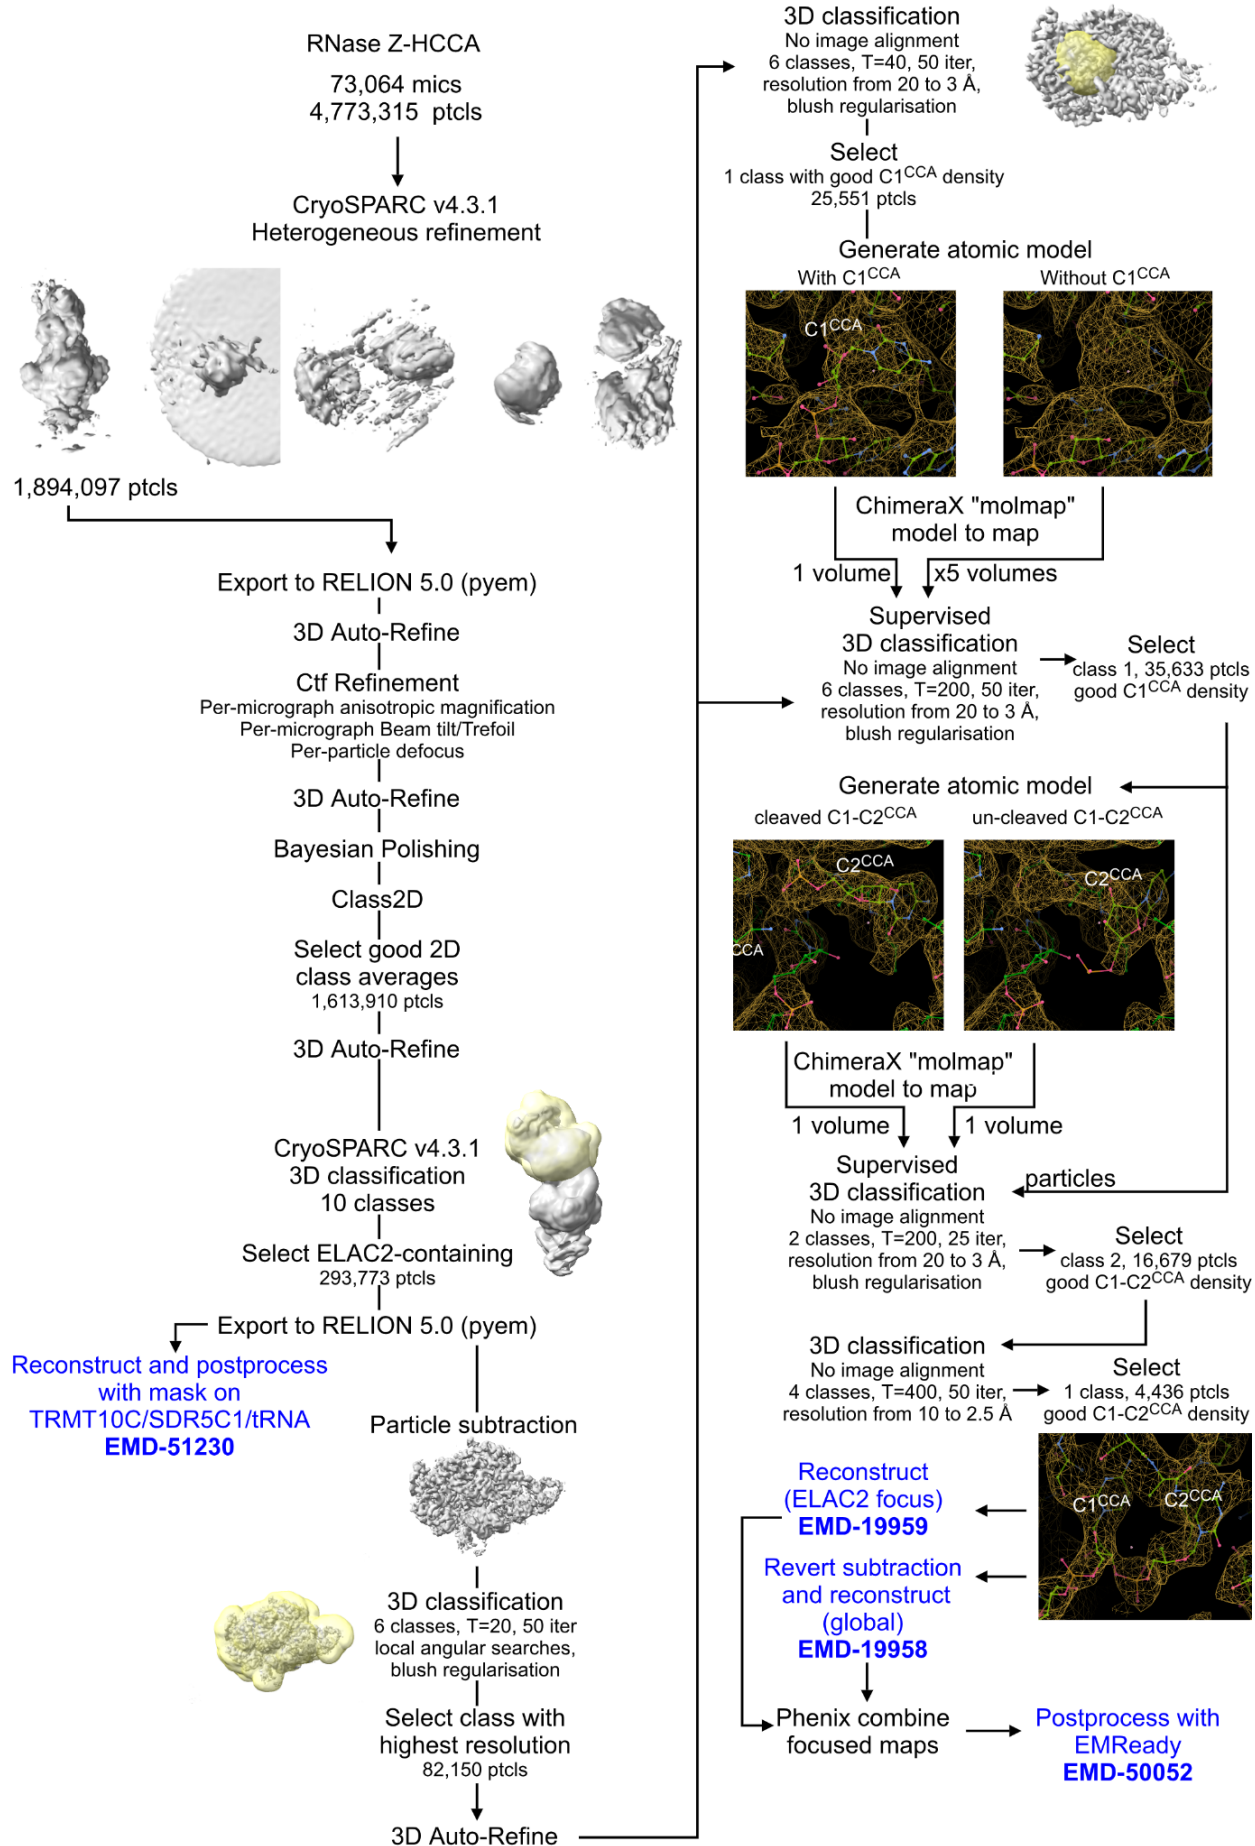 RNase Z-HCCA
73,064 mics
4,773,315 ptcls
CryoSPARC v4.3.1
Heterogeneous refinement
1,894,097 ptcls
Export to RELION 5.0 (pyem)
3D Auto-Refine
Ctf Refinement
Per-micrograph anisotropic magnification
Per-micrograph Beam tilt/Trefoil
Per-particle defocus
3D Auto-Refine
Bayesian Polishing
Class2D
Select good 2D
class averages
1,613,910 ptcls
3D Auto-Refine
CryoSPARC v4.3.1
3D classification
10 classes
Select ELAC2-containing
293,773 ptcls
Export to RELION 5.0 (pyem)
Reconstruct and postprocess
with mask on
TRMT10C/SDR5C1/tRNA
EMD-51230
Particle subtraction
3D classification
6 classes, T=20, 50 iter
local angular searches,
blush regularisation
Select class with
highest resolution
82,150 ptcls
3D Auto-Refine
3D classification
No image alignment
6 classes, T=40, 50 iter,
resolution from 20 to 3 Å,
blush regularisation
Select
1 class with good C1CCA density
25,551 ptcls
Generate atomic model
With C1CCA
Without C1CCA
C1CCA
ChimeraX "molmap"
model to map
1 volume
x5 volumes
Supervised
3D classification
No image alignment
6 classes, T=200, 50 iter,
resolution from 20 to 3 Å,
blush regularisation
Select
class 1, 35,633 ptcls
good C1CCA density
Generate atomic model
cleaved C1-C2CCA
un-cleaved C1-C2CCA
C2CCA
CCA
C2CCA
ChimeraX "molmap"
model to map
1 volume
1 volume
Supervised
3D classification
No image alignment
2 classes, T=200, 25 iter,
resolution from 20 to 3 Å,
blush regularisation
particles
Select
class 2, 16,679 ptcls
good C1-C2CCA density
3D classification
No image alignment
4 classes, T=400, 50 iter,
resolution from 10 to 2.5 Å
Select
1 class, 4,436 ptcls
good C1-C2CCA density
C1CCA
C2CCA
Reconstruct
(ELAC2 focus)
EMD-19959
Revert subtraction
and reconstruct
(global)
EMD-19958
Phenix combine
focused maps
Postprocess with
EMReady
EMD-50052